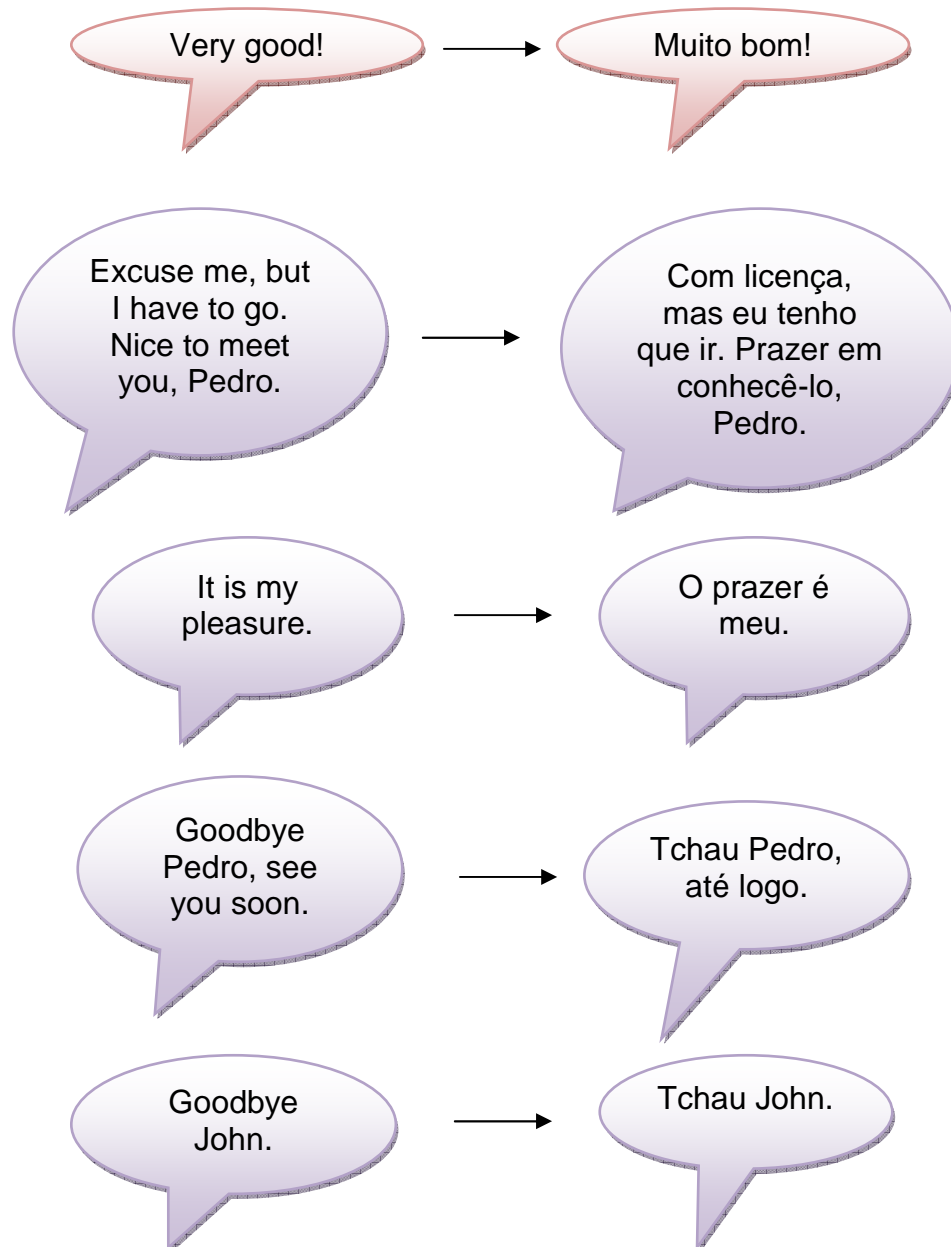 Very good!
Muito bom!
Excuse me, but
I have to go.
Nice to meet
you, Pedro.
Com licença,
mas eu tenho
que ir. Prazer em
conhecê-lo,
Pedro.
It is my
pleasure.
O prazer é
meu.
Goodbye
Pedro, see
you soon.
Tchau Pedro,
até logo.
Goodbye
John.
Tchau John.